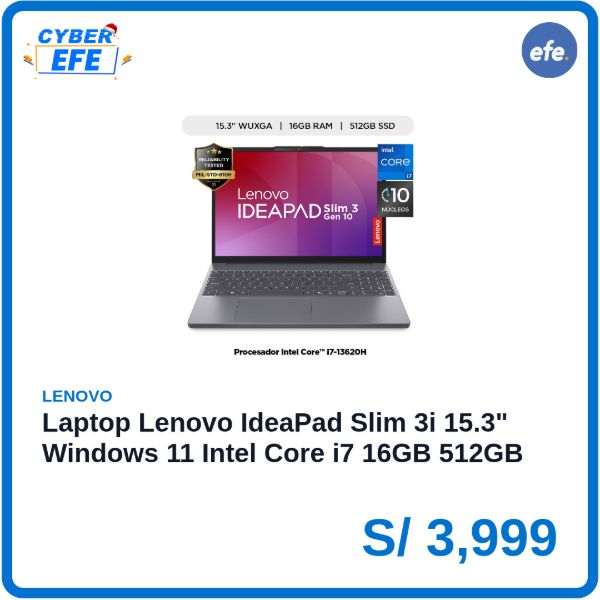 CYBER
EFE
efe.
15.3" WUXGA | 16GB RAM | 512GB SSD
RELIABILITY
TESTED
MIL-STD-810H
Lenovo
IDEAPAD Slim 3
Gen 10
intel
CORE
i7
10
NÚCLEOS
Lenovo
Procesador Intel Core™ i7-13620H
LENOVO
Laptop Lenovo IdeaPad Slim 3i 15.3"
Windows 11 Intel Core i7 16GB 512GB
S/ 3,999